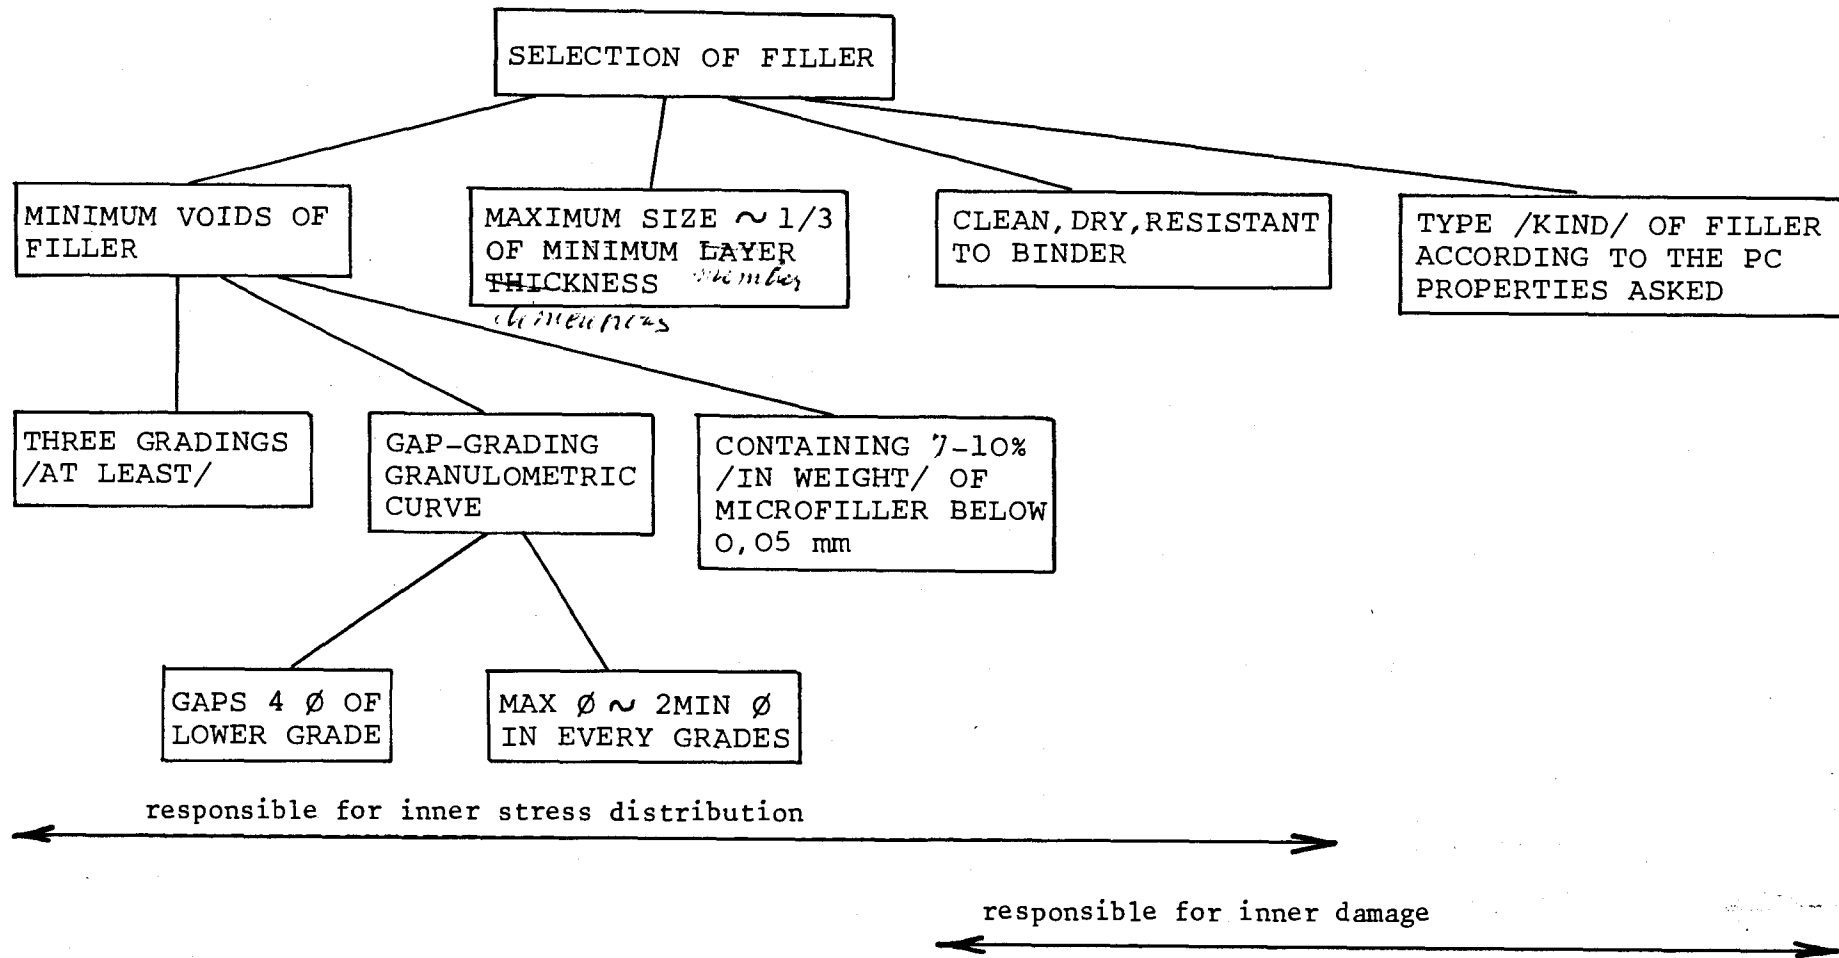 SELECTION OF FILLER
MINIMUM VOIDS OF
FILLER
MAXIMUM SIZE ~ 1/3
OF MINIMUM LAYER
THICKNESS member
dimensions
CLEAN, DRY, RESISTANT
TO BINDER
TYPE /KIND/ OF FILLER
ACCORDING TO THE PC
PROPERTIES ASKED
THREE GRADINGS
/AT LEAST/
GAP-GRADING
GRANULOMETRIC
CURVE
CONTAINING 7-10%
/IN WEIGHT/ OF
MICROFILLER BELOW
0,05 mm
GAPS 4 Ø OF
LOWER GRADE
MAX Ø ~ 2MIN Ø
IN EVERY GRADES
responsible for inner stress distribution
responsible for inner damage